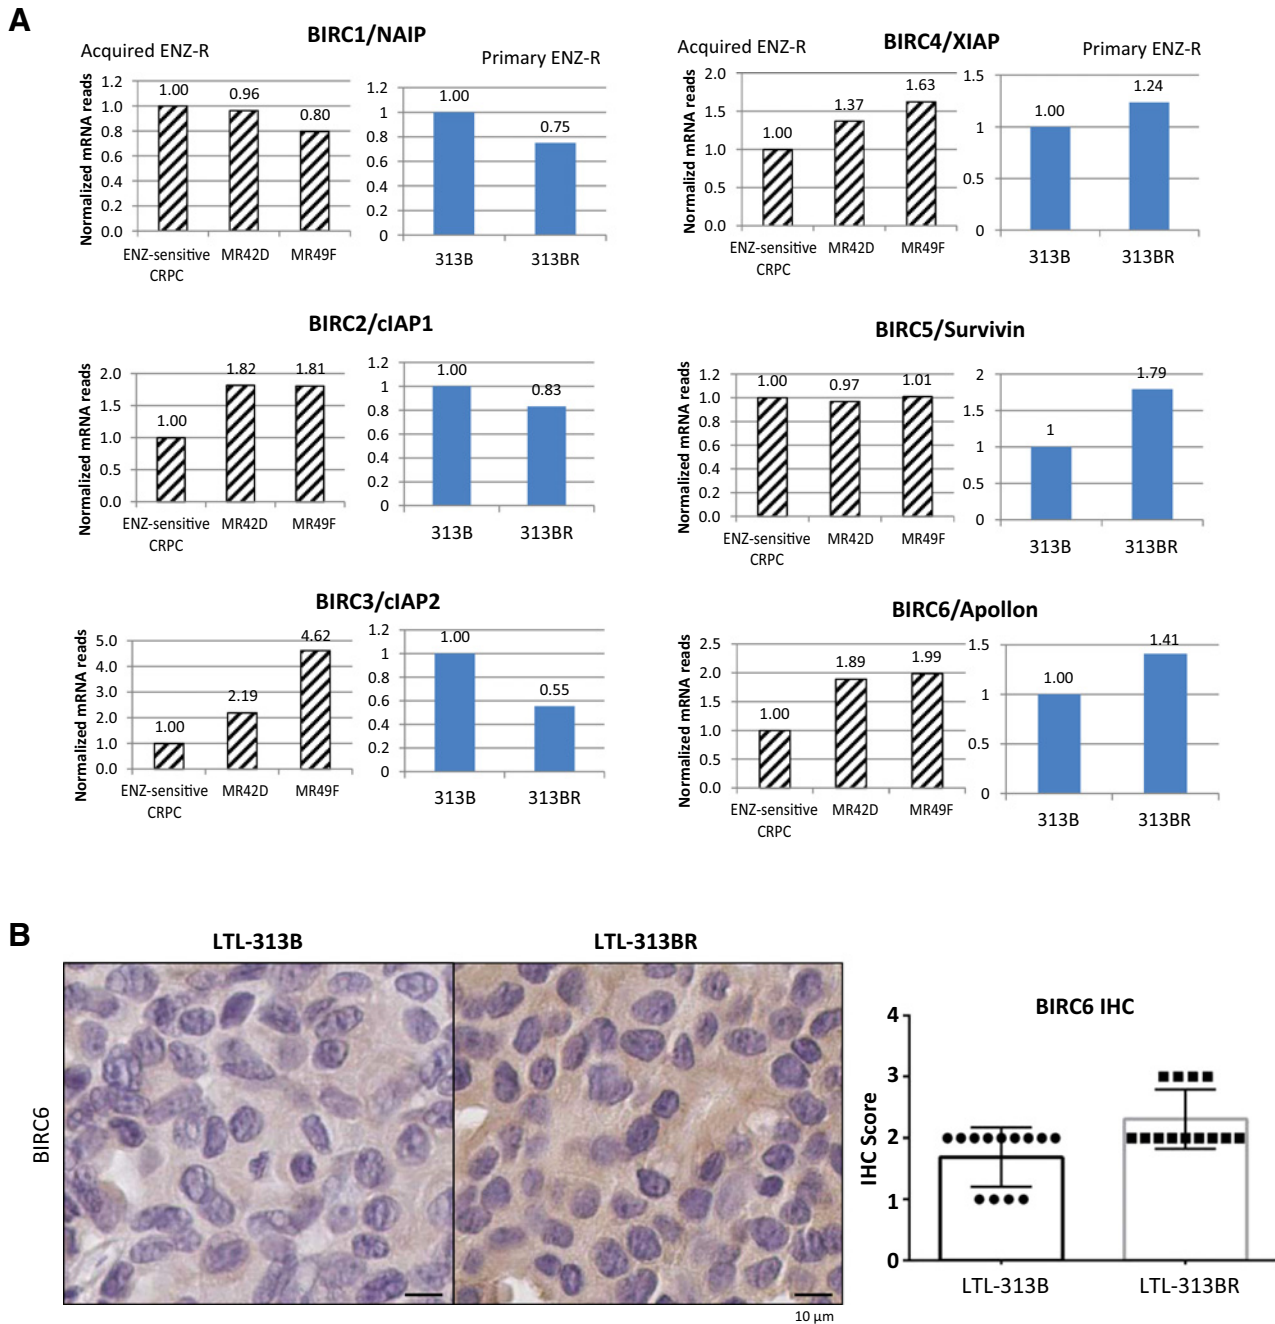 A
BIRC1/NAIP
Acquired ENZ-R
Primary ENZ-R
Normalized mRNA reads
1.2
1.0
0.8
0.6
0.4
0.2
0.0
1.00
0.96
0.80
ENZ-sensitive
CRPC
MR42D
MR49F
1.2
1
0.8
0.6
0.4
0.2
0
1.00
0.75
313B
313BR
BIRC4/XIAP
Acquired ENZ-R
Primary ENZ-R
Normalizd mRNA reads
2.0
1.5
1.0
0.5
0.0
1.00
1.37
1.63
ENZ-sensitive
CRPC
MR42D
MR49F
1.5
1
0.5
0
1.00
1.24
313B
313BR
BIRC2/cIAP1
Normalized mRNA reads
2.0
1.5
1.0
0.5
0.0
1.00
1.82
1.81
ENZ-sensitive
CRPC
MR42D
MR49F
1.2
1
0.8
0.6
0.4
0.2
0
1.00
0.83
313B
313BR
BIRC5/Survivin
Normalized mRNA reads
1.2
1.0
0.8
0.6
0.4
0.2
0.0
1.00
0.97
1.01
ENZ-sensitive
CRPC
MR42D
MR49F
2
1.5
1
0.5
0
1
1.79
313B
313BR
BIRC3/cIAP2
Normalized mRNA reads
5.0
4.0
3.0
2.0
1.0
0.0
1.00
2.19
4.62
ENZ-sensitive
CRPC
MR42D
MR49F
1.2
1
0.8
0.6
0.4
0.2
0
1.00
0.55
313B
313BR
BIRC6/Apollon
Normalized mRNA reads
2.5
2.0
1.5
1.0
0.5
0.0
1.00
1.89
1.99
ENZ-sensitive
CRPC
MR42D
MR49F
1.5
1
0.5
0
1.00
1.41
313B
313BR
B
LTL-313B
LTL-313BR
BIRC6
10 μm
BIRC6 IHC
IHC Score
4
3
2
1
0
LTL-313B
LTL-313BR